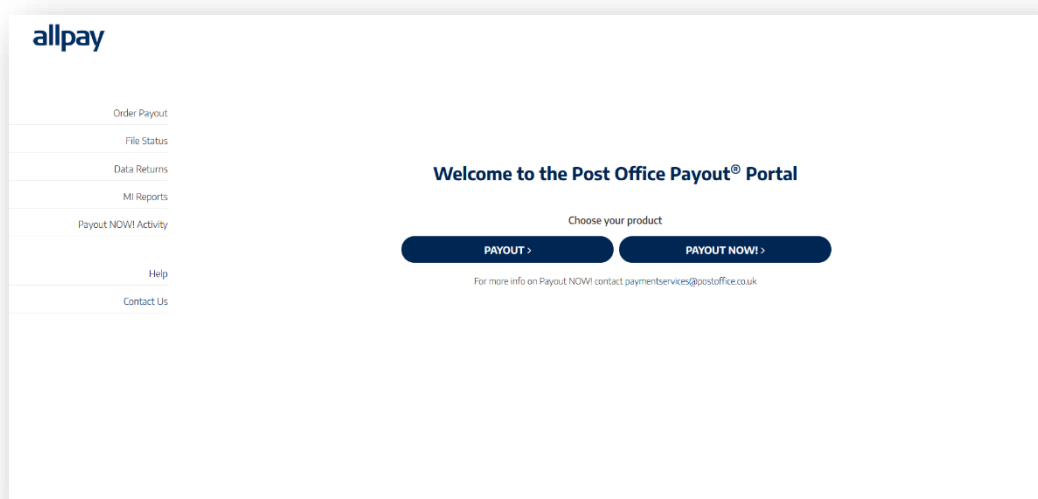 allpay
Order Payout
File Status
Data Returns
MI Reports
Payout NOW! Activity
Help
Contact Us
Welcome to the Post Office Payout® Portal
Choose your product
PAYOUT >
PAYOUT NOW! >
For more info on Payout NOW! contact paymentservices@postoffice.co.uk